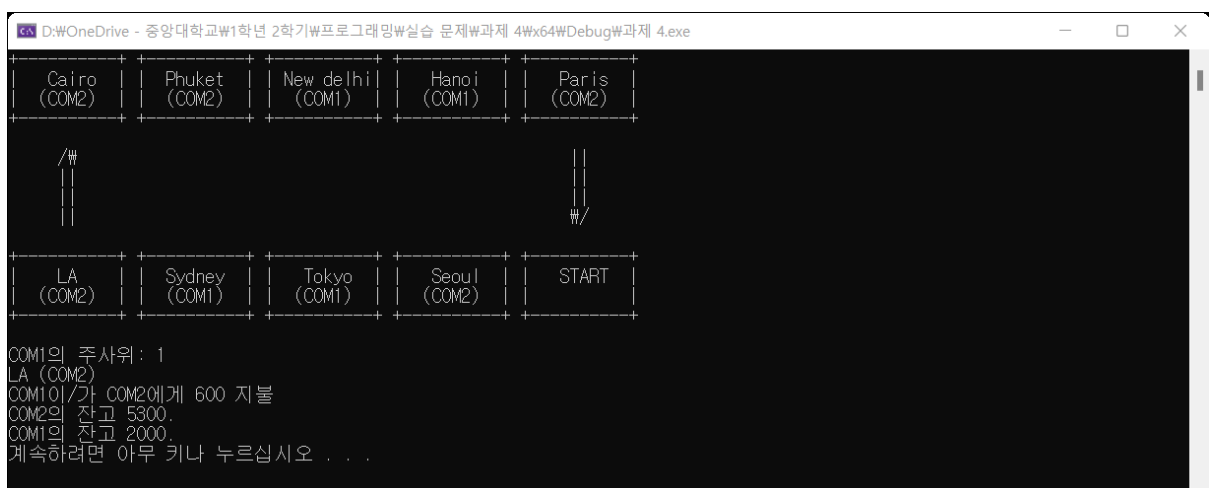 D:₩OneDrive - 중앙대학교₩1학년 2학기₩프로그래밍₩실습 문제₩과제 4₩x64₩Debug₩과제 4.exe
+----------+ +----------+ +----------+ +----------+ +----------+
|   Cairo  | |  Phuket  | |New delhi| |   Hanoi  | |   Paris  |
|  (COM2)  | |  (COM2)  | |  (COM1)  | |  (COM1)  | |  (COM2)  |
+----------+ +----------+ +----------+ +----------+ +----------+
/₩ ||
|| ||
|| ||
|| ₩/
+----------+ +----------+ +----------+ +----------+ +----------+
|    LA    | |  Sydney  | |   Tokyo  | |   Seoul  | |   START  |
|  (COM2)  | |  (COM1)  | |  (COM1)  | |  (COM2)  | |          |
+----------+ +----------+ +----------+ +----------+ +----------+
COM1의 주사위: 1
LA (COM2)
COM1이/가 COM2에게 600 지불
COM2의 잔고 5300.
COM1의 잔고 2000.
계속하려면 아무 키나 누르십시오 . . .